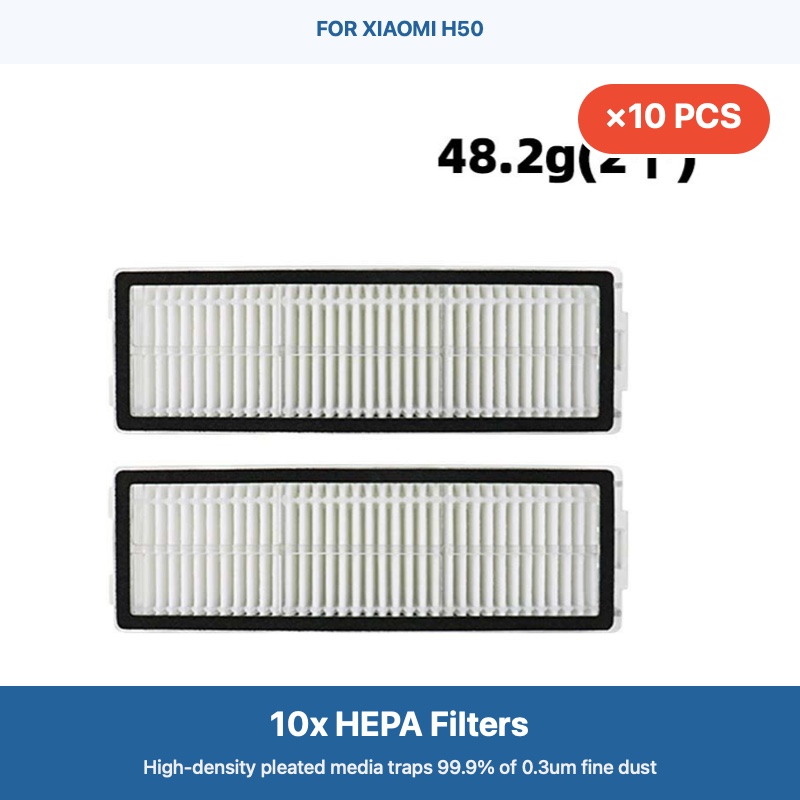 FOR XIAOMI H50
×10 PCS
48.2g(2
10x HEPA Filters
High-density pleated media traps 99.9% of 0.3um fine dust